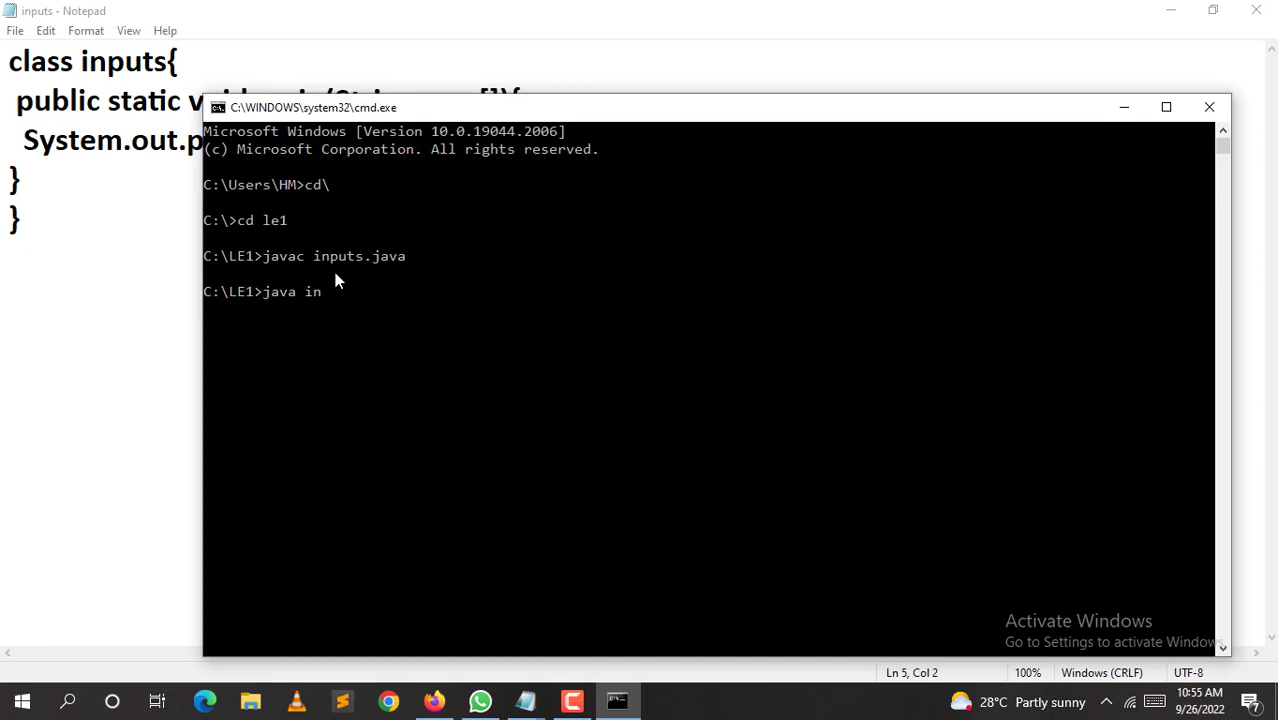 inputs - Notepad
File Edit Format View Help
class inputs{
public static v
System.out.p
}
}
C:\WINDOWS\system32\cmd.exe
Microsoft Windows [Version 10.0.19044.2006]
(c) Microsoft Corporation. All rights reserved.
C:\Users\HM>cd\
C:\>cd le1
C:\LE1>javac inputs.java
C:\LE1>java in
Activate Windows
Go to Settings to activate Windows.
Ln 5, Col 2 100% Windows (CRLF) UTF-8
28°C Partly sunny
10:55 AM
9/26/2022
7